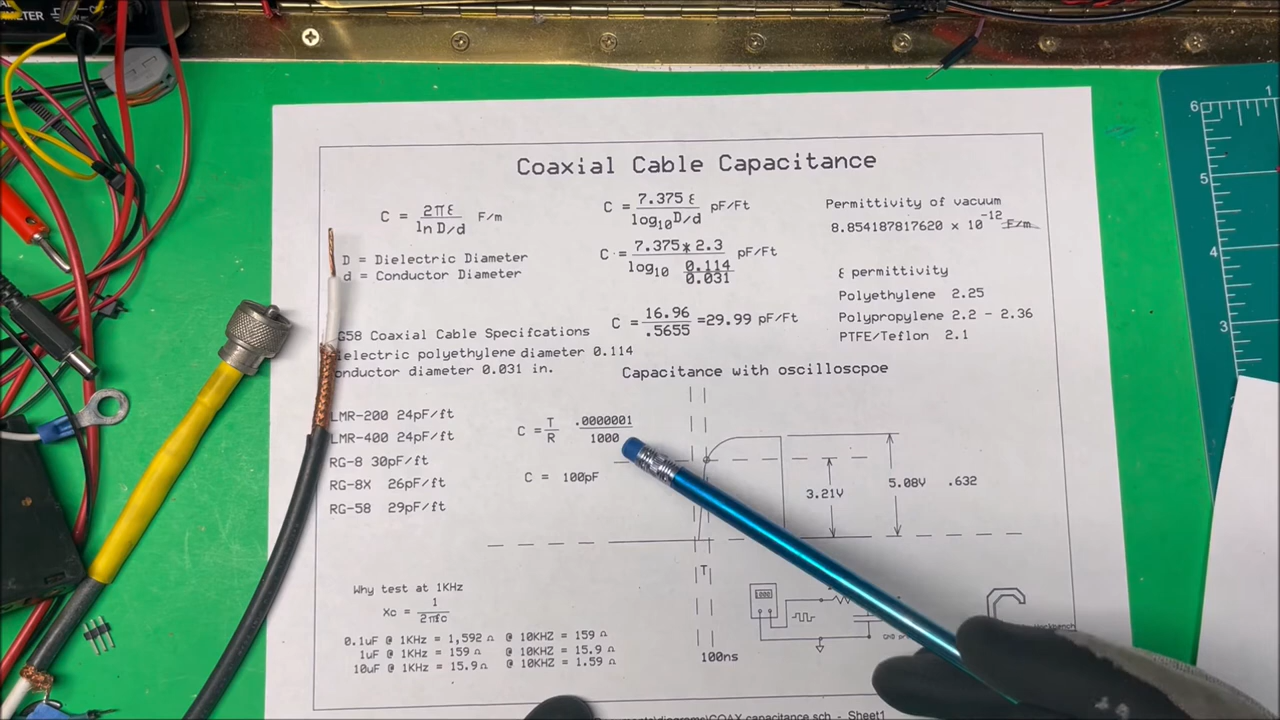 METER
Coaxial Cable Capacitance
C = 2πε / ln D/d F/m
D = Dielectric Diameter
d = Conductor Diameter
C = 7.375 ε / log10 D/d pF/Ft
C = 7.375*2.3 / log10 0.114 / 0.031 pF/Ft
C = 16.96 / .5655 =29.99 pF/Ft
Permittivity of vacuum
8.854187817620 x 10^-12 F/m
ε permittivity
Polyethylene 2.25
Polypropylene 2.2 - 2.36
PTFE/Teflon 2.1
G58 Coaxial Cable Specifcations
ielectric polyethylene diameter 0.114
onductor diameter 0.031 in.
LMR-200 24pF/ft
LMR-400 24pF/ft
RG-8 30pF/ft
RG-8X 26pF/ft
RG-58 29pF/ft
Capacitance with oscilloscpoe
C = T / R .0000001 / 1000
C = 100pF
3.21V
5.08V .632
T
100ns
Why test at 1KHz
Xc = 1 / 2πfc
0.1uF @ 1KHz = 1,592 Ω @ 10KHZ = 159 Ω
1uF @ 1KHz = 159 Ω @ 10KHZ = 15.9 Ω
10uF @ 1KHz = 15.9 Ω @ 10KHZ = 1.59 Ω
COAX capacitance.sch - Sheet1
6
5
4
3
1